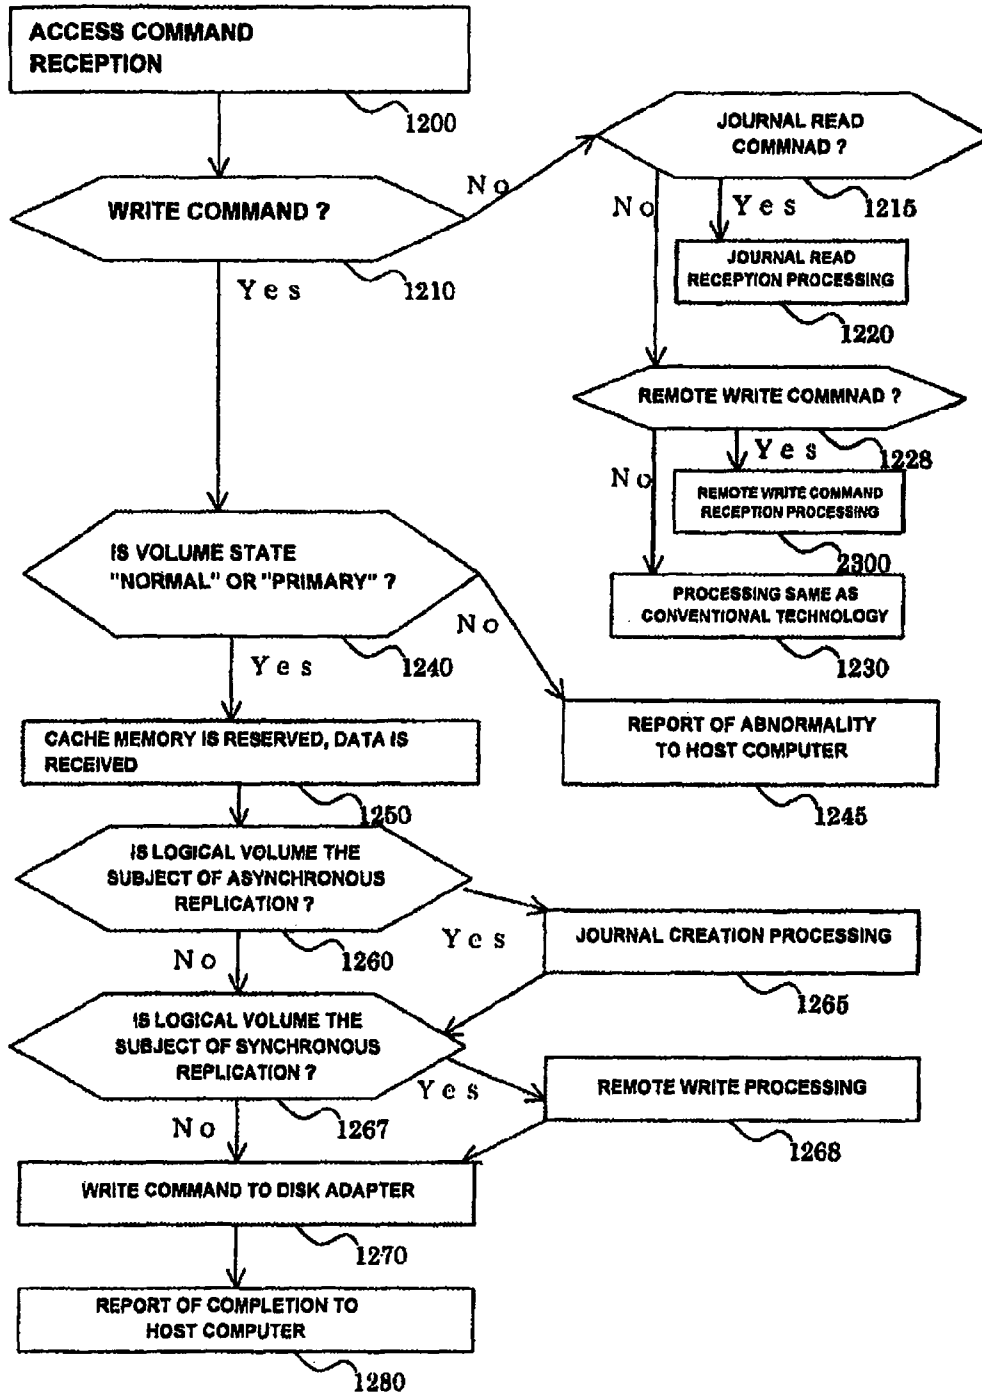 ACCESS COMMAND
RECEPTION
1200
WRITE COMMAND ?
No
1210
Yes
JOURNAL READ
COMMNAD ?
1215
No
Yes
JOURNAL READ
RECEPTION PROCESSING
1220
REMOTE WRITE COMMNAD ?
1228
Yes
No
REMOTE WRITE COMMAND
RECEPTION PROCESSING
2300
PROCESSING SAME AS
CONVENTIONAL TECHNOLOGY
1230
IS VOLUME STATE
"NORMAL" OR "PRIMARY" ?
No
1240
Yes
REPORT OF ABNORMALITY
TO HOST COMPUTER
1245
CACHE MEMORY IS RESERVED, DATA IS
RECEIVED
1250
IS LOGICAL VOLUME THE
SUBJECT OF ASYNCHRONOUS
REPLICATION ?
Yes
No
1260
JOURNAL CREATION PROCESSING
1265
IS LOGICAL VOLUME THE
SUBJECT OF SYNCHRONOUS
REPLICATION ?
Yes
No
1267
REMOTE WRITE PROCESSING
1268
WRITE COMMAND TO DISK ADAPTER
1270
REPORT OF COMPLETION TO
HOST COMPUTER
1280